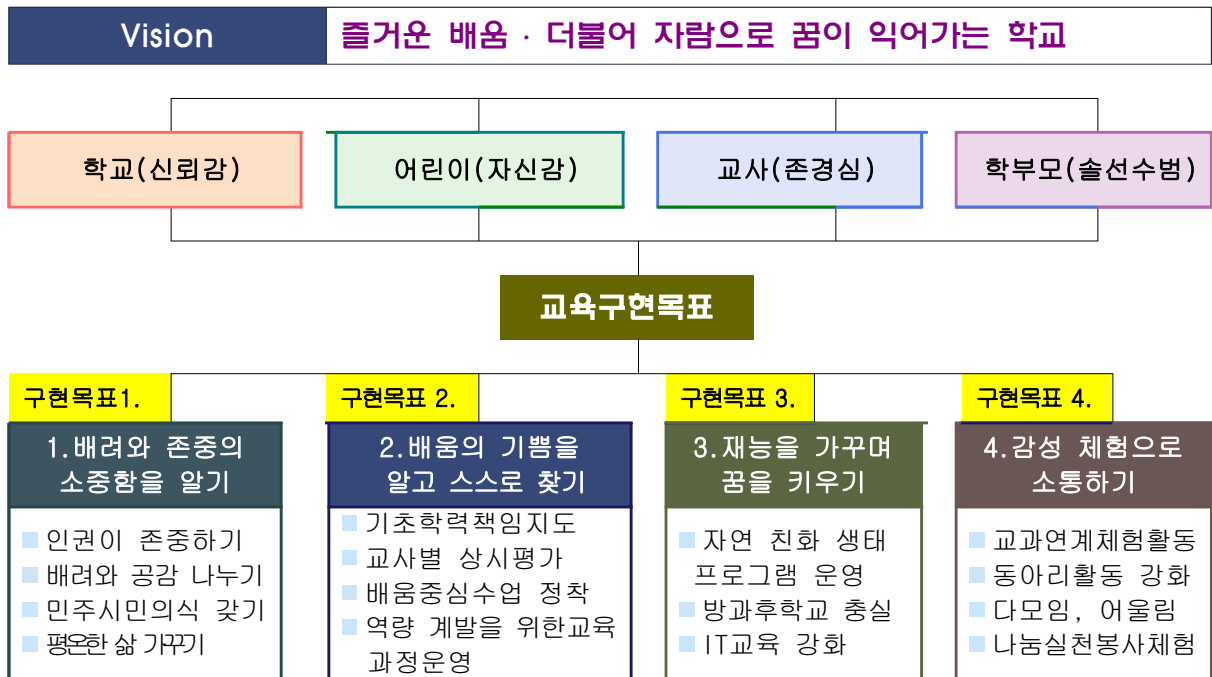 Vision
즐거운 배움 · 더불어 자람으로 꿈이 익어가는 학교
학교(신뢰감)
어린이(자신감)
교사(존경심)
학부모(솔선수범)
교육구현목표
구현목표1.
1.배려와 존중의
소중함을 알기
인권이 존중하기
배려와 공감 나누기
민주시민의식 갖기
평온한 삶 가꾸기
구현목표 2.
2.배움의 기쁨을
알고 스스로 찾기
기초학력책임지도
교사별 상시평가
배움중심수업 정착
역량 계발을 위한교육
과정운영
구현목표 3.
3.재능을 가꾸며
꿈을 키우기
자연 친화 생태
프로그램 운영
방과후학교 충실
IT교육 강화
구현목표 4.
4.감성 체험으로
소통하기
교과연계체험활동
동아리활동 강화
다모임, 어울림
나눔실천봉사체험